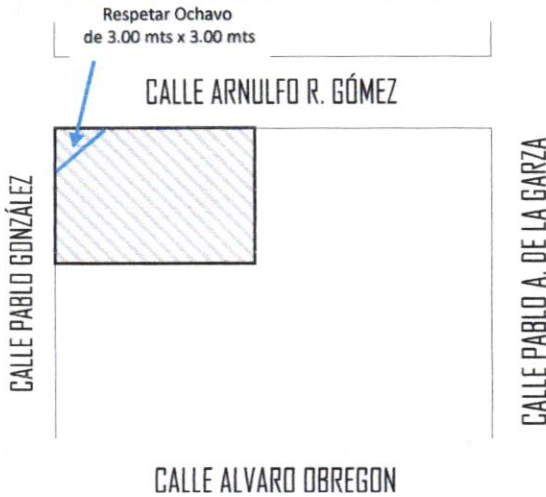 Respetar Ochavo
de 3.00 mts x 3.00 mts
CALLE ARNULFO R. GÓMEZ
CALLE PABLO GONZÁLEZ
CALLE PABLO A. DE LA GARZA
CALLE ALVARO OBREGON